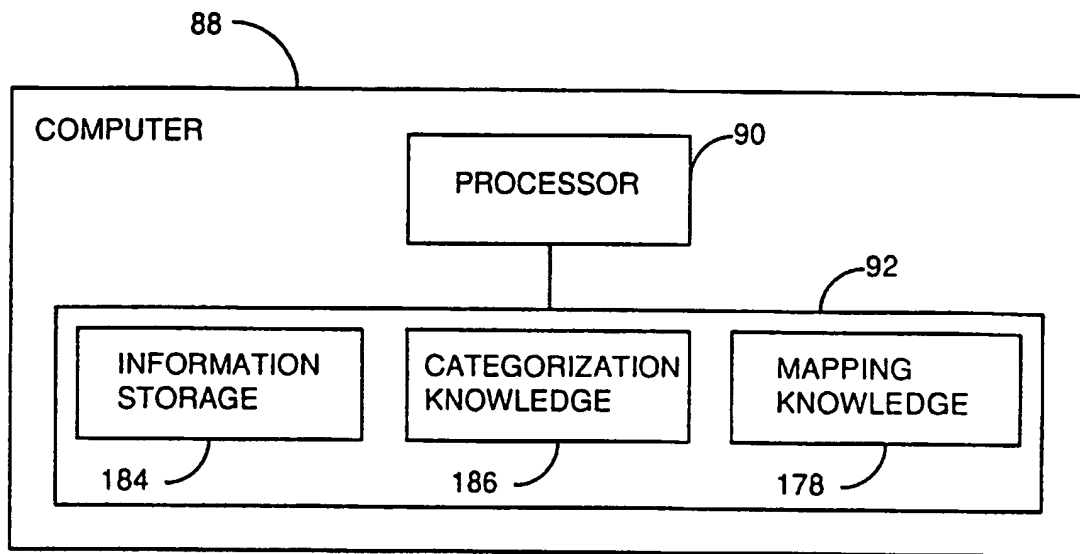 88
COMPUTER
90
PROCESSOR
92
INFORMATION
STORAGE
CATEGORIZATION
KNOWLEDGE
MAPPING
KNOWLEDGE
184
186
178